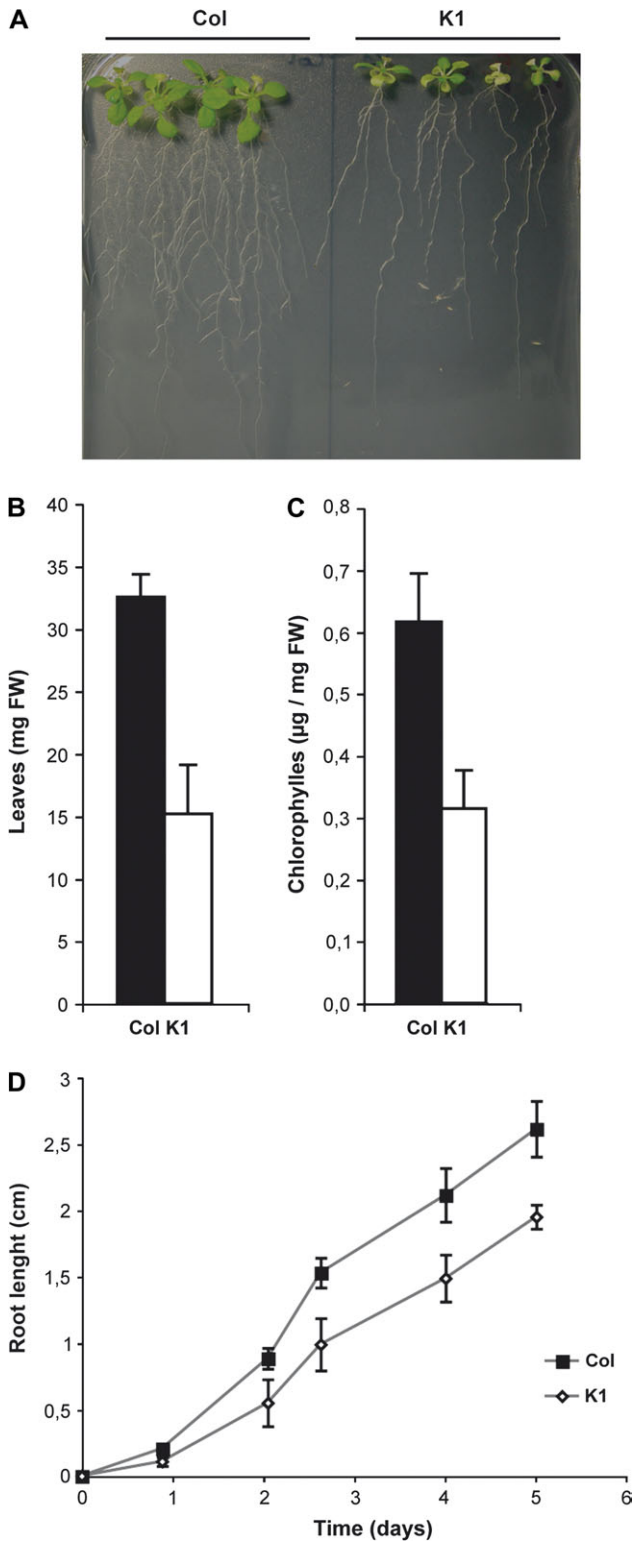 A
Col K1
B
40
35
30
25
20
15
10
5
0
Leaves (mg FW)
Col K1
C
0,8
0,7
0,6
0,5
0,4
0,3
0,2
0,1
0,0
Chlorophylles (µg / mg FW)
Col K1
D
3
2,5
2
1,5
1
0,5
0
Root lenght (cm)
0 1 2 3 4 5 6
Time (days)
Col
K1